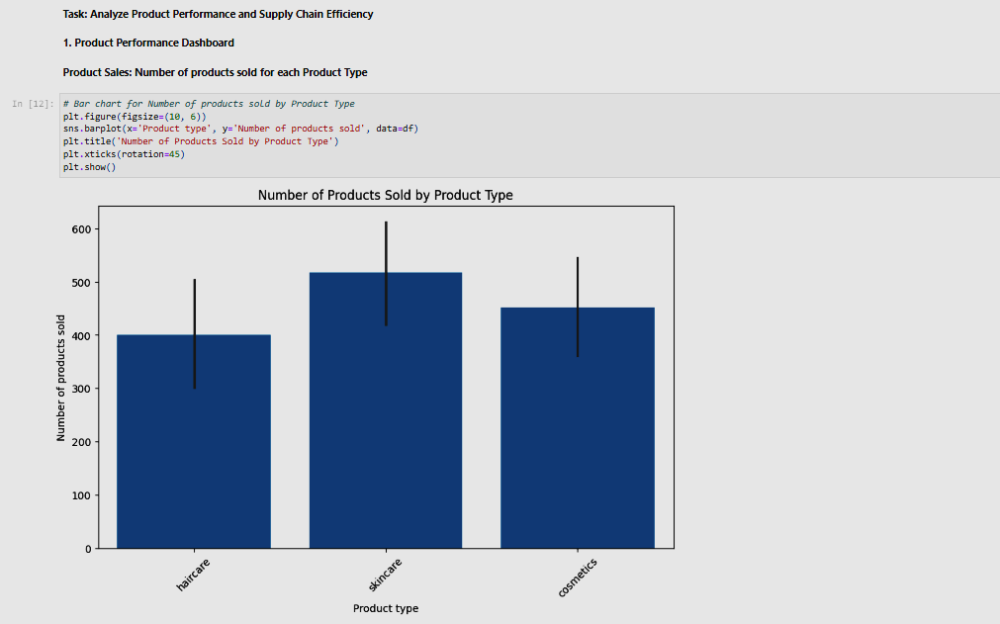 Task: Analyze Product Performance and Supply Chain Efficiency
1. Product Performance Dashboard
Product Sales: Number of products sold for each Product Type
In [12]:
# Bar chart for Number of products sold by Product Type
plt.figure(figsize=(10, 6))
sns.barplot(x='Product type', y='Number of products sold', data=df)
plt.title('Number of Products Sold by Product Type')
plt.xticks(rotation=45)
plt.show()
Number of Products Sold by Product Type
600
500
400
300
200
100
0
Number of products sold
haircare
skincare
cosmetics
Product type